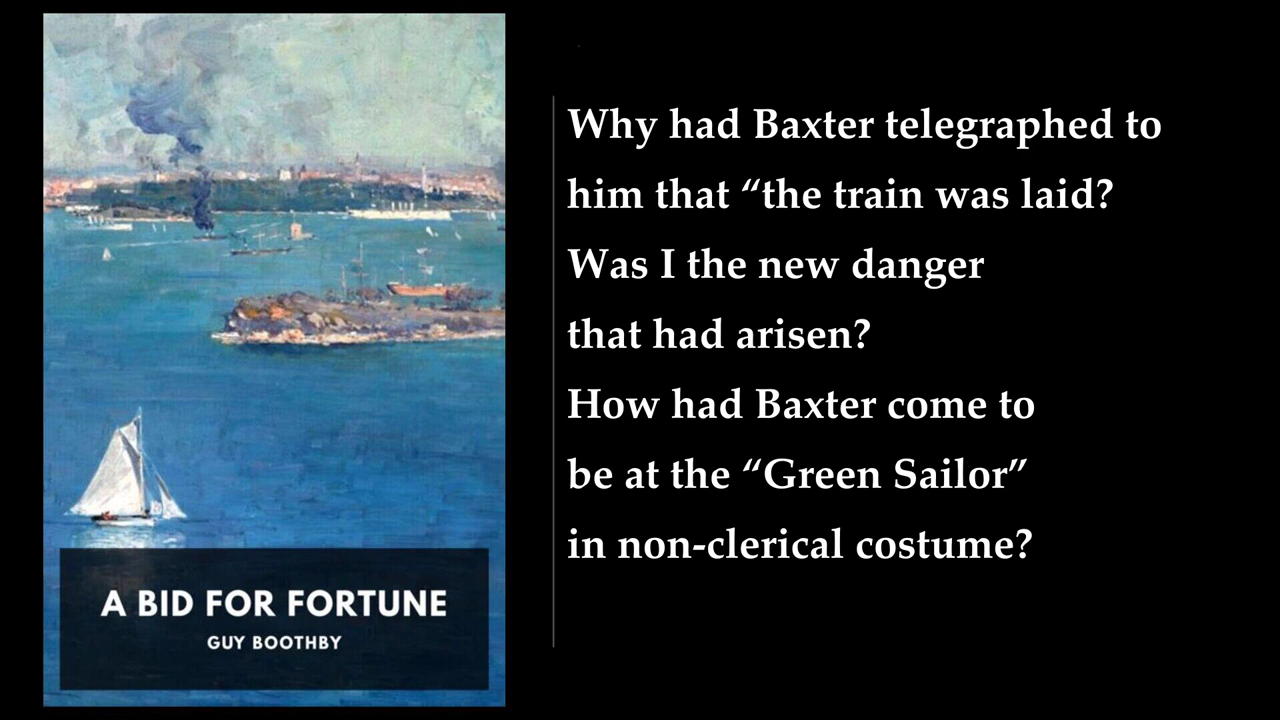 Why had Baxter telegraphed to
him that “the train was laid?
Was I the new danger
that had arisen?
How had Baxter come to
be at the “Green Sailor”
in non-clerical costume?
A BID FOR FORTUNE
GUY BOOTHBY